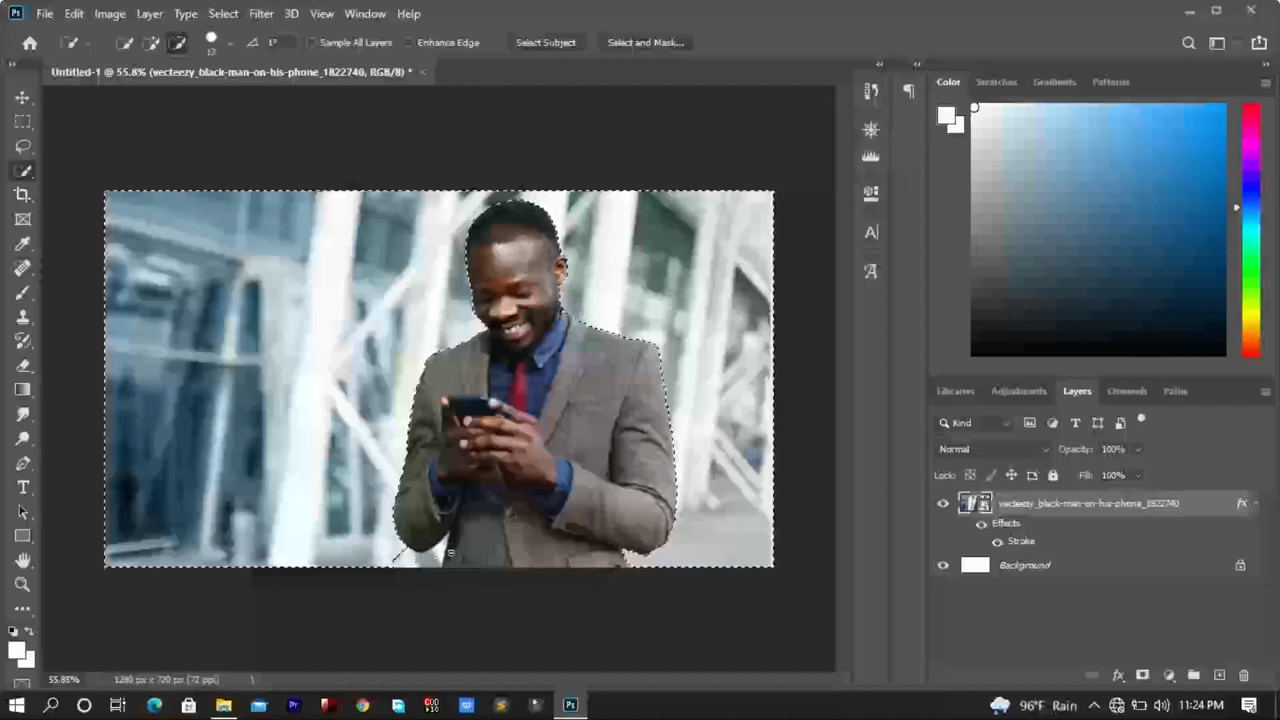 File Edit Image Layer Type Select Filter 3D View Window Help
Sample All Layers Enhance Edge Select Subject Select and Mask...
Untitled-1 @ 55.8% (vecteezy_black-man-on-his-phone_1822740, RGB/8) *
Color Swatches Gradients Patterns
Libraries Adjustments Layers Channels Paths
Kind
Normal Opacity: 100%
Lock: Fill: 100%
vecteezy_black-man-on-his-phone_1822740 fx
Effects
Stroke
Background
55.85% 1280 px x 720 px (72 ppi)
96°F Rain 11:24 PM